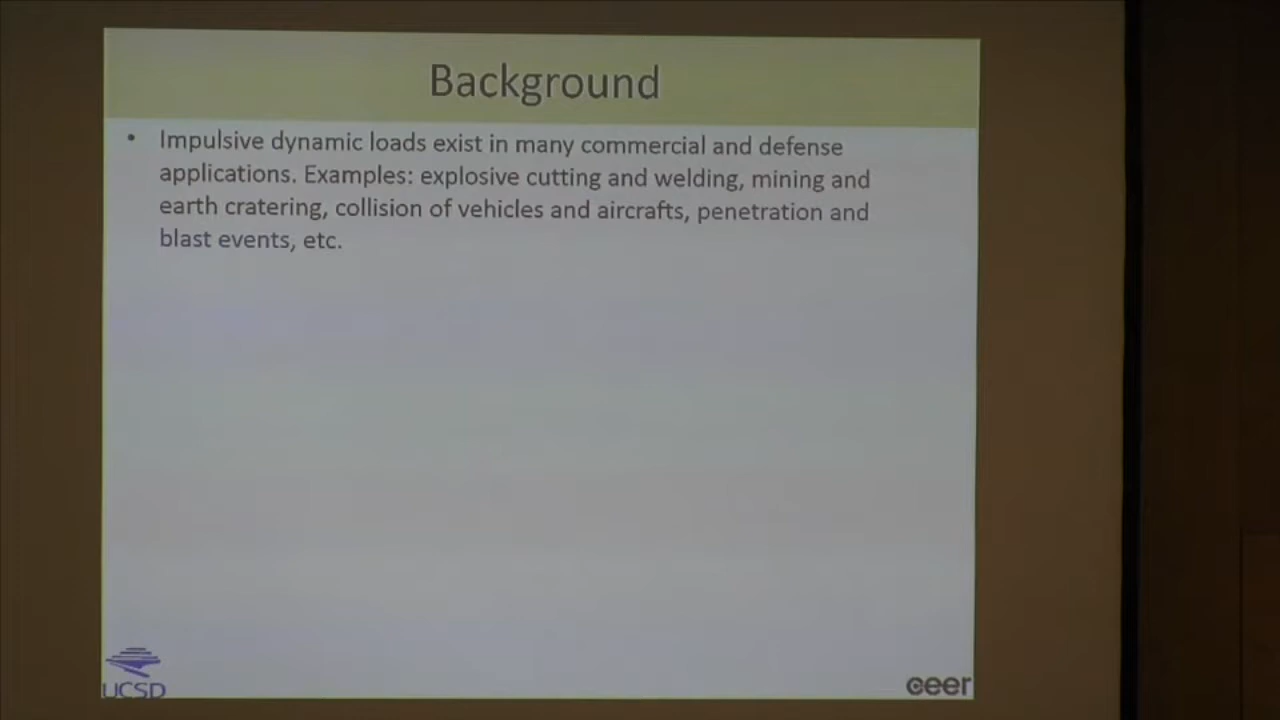 Background
• Impulsive dynamic loads exist in many commercial and defense
applications. Examples: explosive cutting and welding, mining and
earth cratering, collision of vehicles and aircrafts, penetration and
blast events, etc.
UCSD
ceer